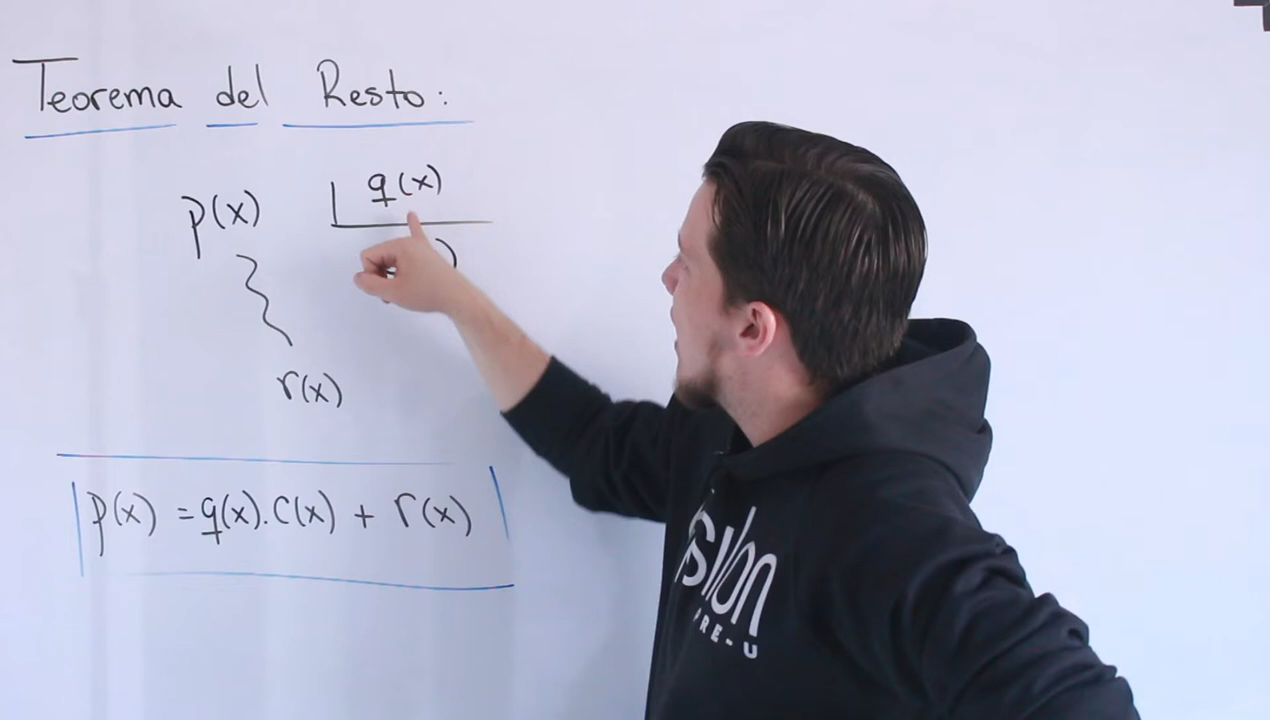 Teorema del Resto:
p(x) q(x)
)
r(x)
p(x) = q(x).c(x) + r(x)